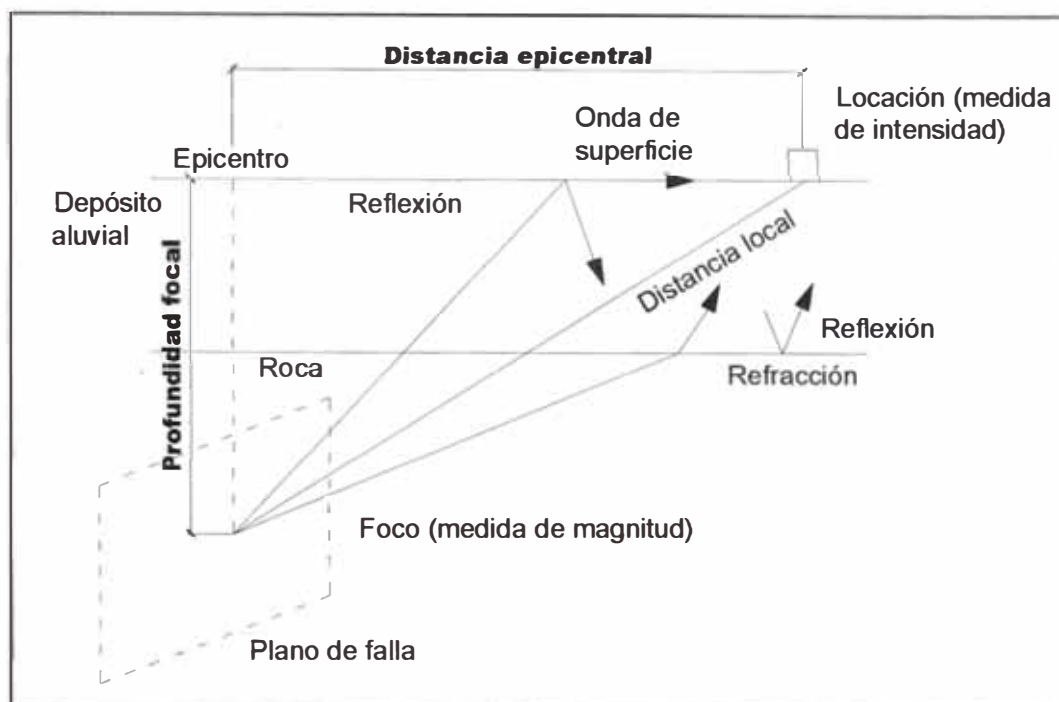 Distancia epicentral
Locación (medida
de intensidad)
Onda de
superficie
Epicentro
Depósito
aluvial
Reflexión
Profundidad focal
Distancia local
Reflexión
Roca
Refracción
Foco (medida de magnitud)
Plano de falla